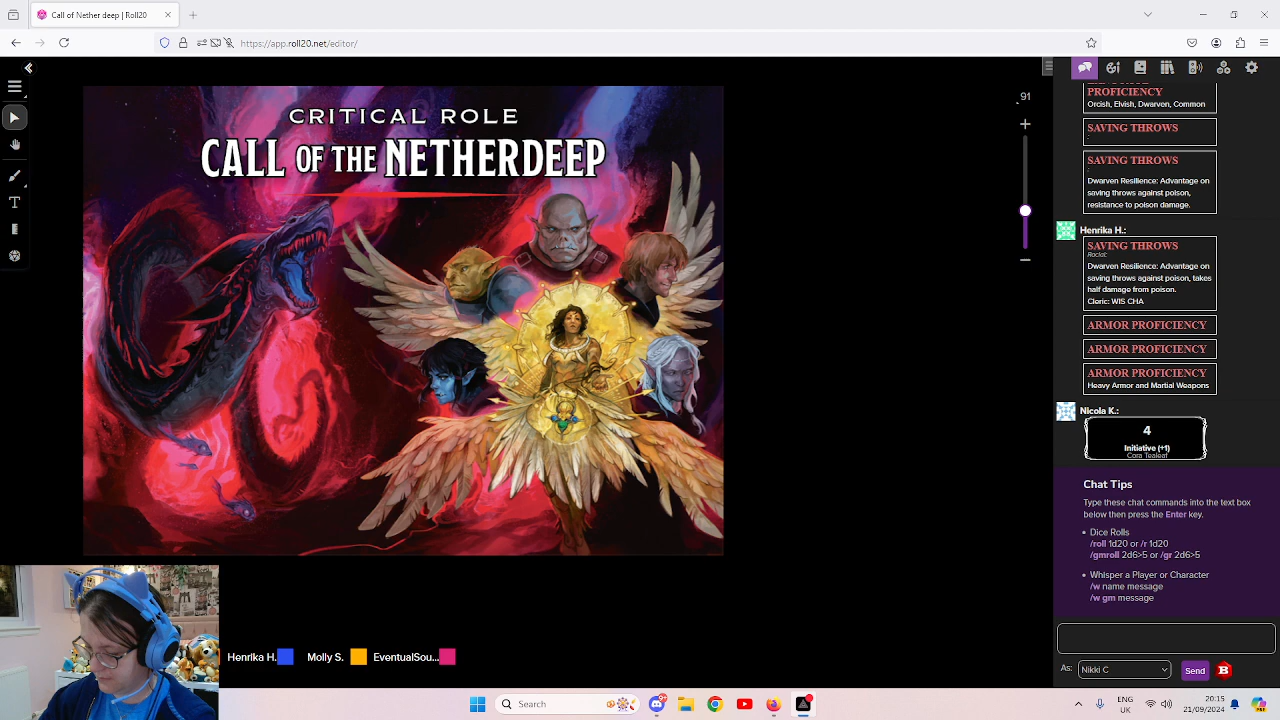 Call of the Netherdeep | Roll20
https://app.roll20.net/editor/
CRITICAL ROLE
CALL OF THE NETHERDEEP
91
PROFICIENCY
Orcish, Elvish, Dwarven, Common
SAVING THROWS
:
SAVING THROWS
:
Dwarven Resilience: Advantage on
saving throws against poison,
resistance to poison damage.
Henrika H.:
SAVING THROWS
Racial:
Dwarven Resilience: Advantage on
saving throws against poison, takes
half damage from poison.
Cleric: WIS CHA
ARMOR PROFICIENCY
ARMOR PROFICIENCY
ARMOR PROFICIENCY
Heavy Armor and Martial Weapons
Nicola K.:
4
Initiative (+1)
Cora Tealeaf
Chat Tips
Type these chat commands into the text box
below then press the Enter key.
Dice Rolls
/roll 1d20 or /r 1d20
/gmroll 2d6>5 or /gr 2d6>5
Whisper a Player or Character
/w name message
/w gm message
As:
Nikki C
Send
Henrika H.
Molly S.
EventualSou...
Search
ENG
UK
20:15
21/09/2024